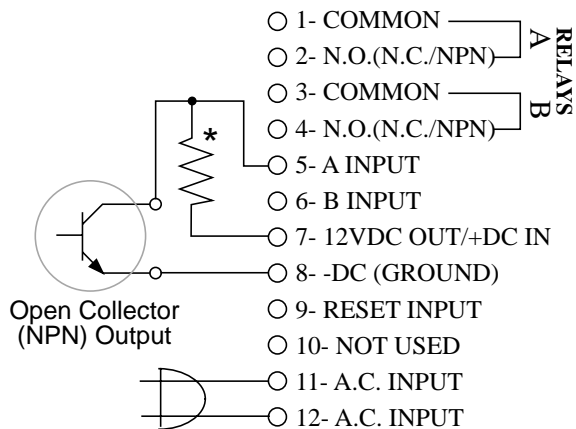 1- COMMON
2- N.O.(N.C./NPN)
A
3- COMMON
4- N.O.(N.C./NPN)
B
RELAYS
*
5- A INPUT
6- B INPUT
7- 12VDC OUT/+DC IN
8- -DC (GROUND)
Open Collector
(NPN) Output
9- RESET INPUT
10- NOT USED
11- A.C. INPUT
12- A.C. INPUT